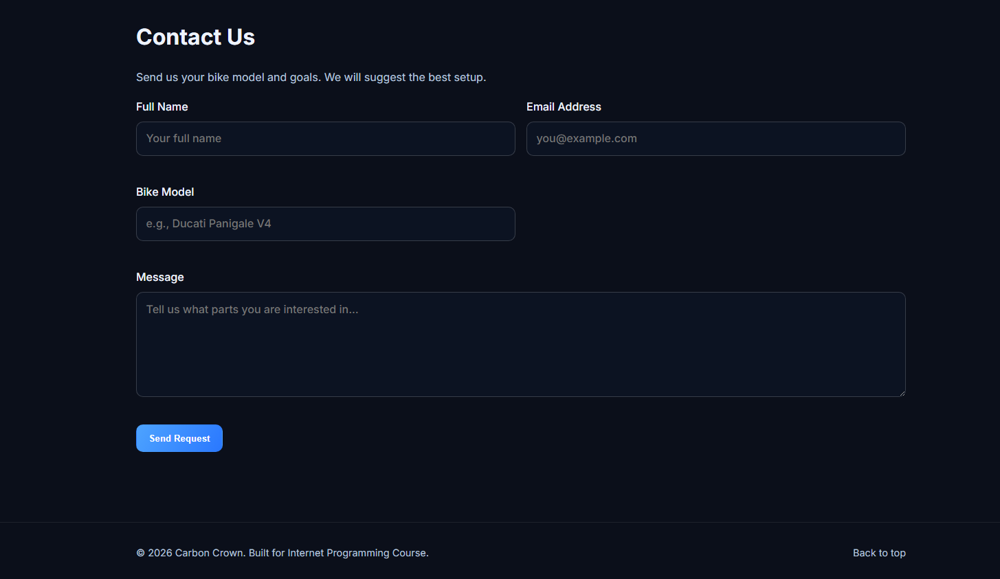 Contact Us
Send us your bike model and goals. We will suggest the best setup.
Full Name
Your full name
Email Address
you@example.com
Bike Model
e.g., Ducati Panigale V4
Message
Tell us what parts you are interested in...
Send Request
© 2026 Carbon Crown. Built for Internet Programming Course.
Back to top